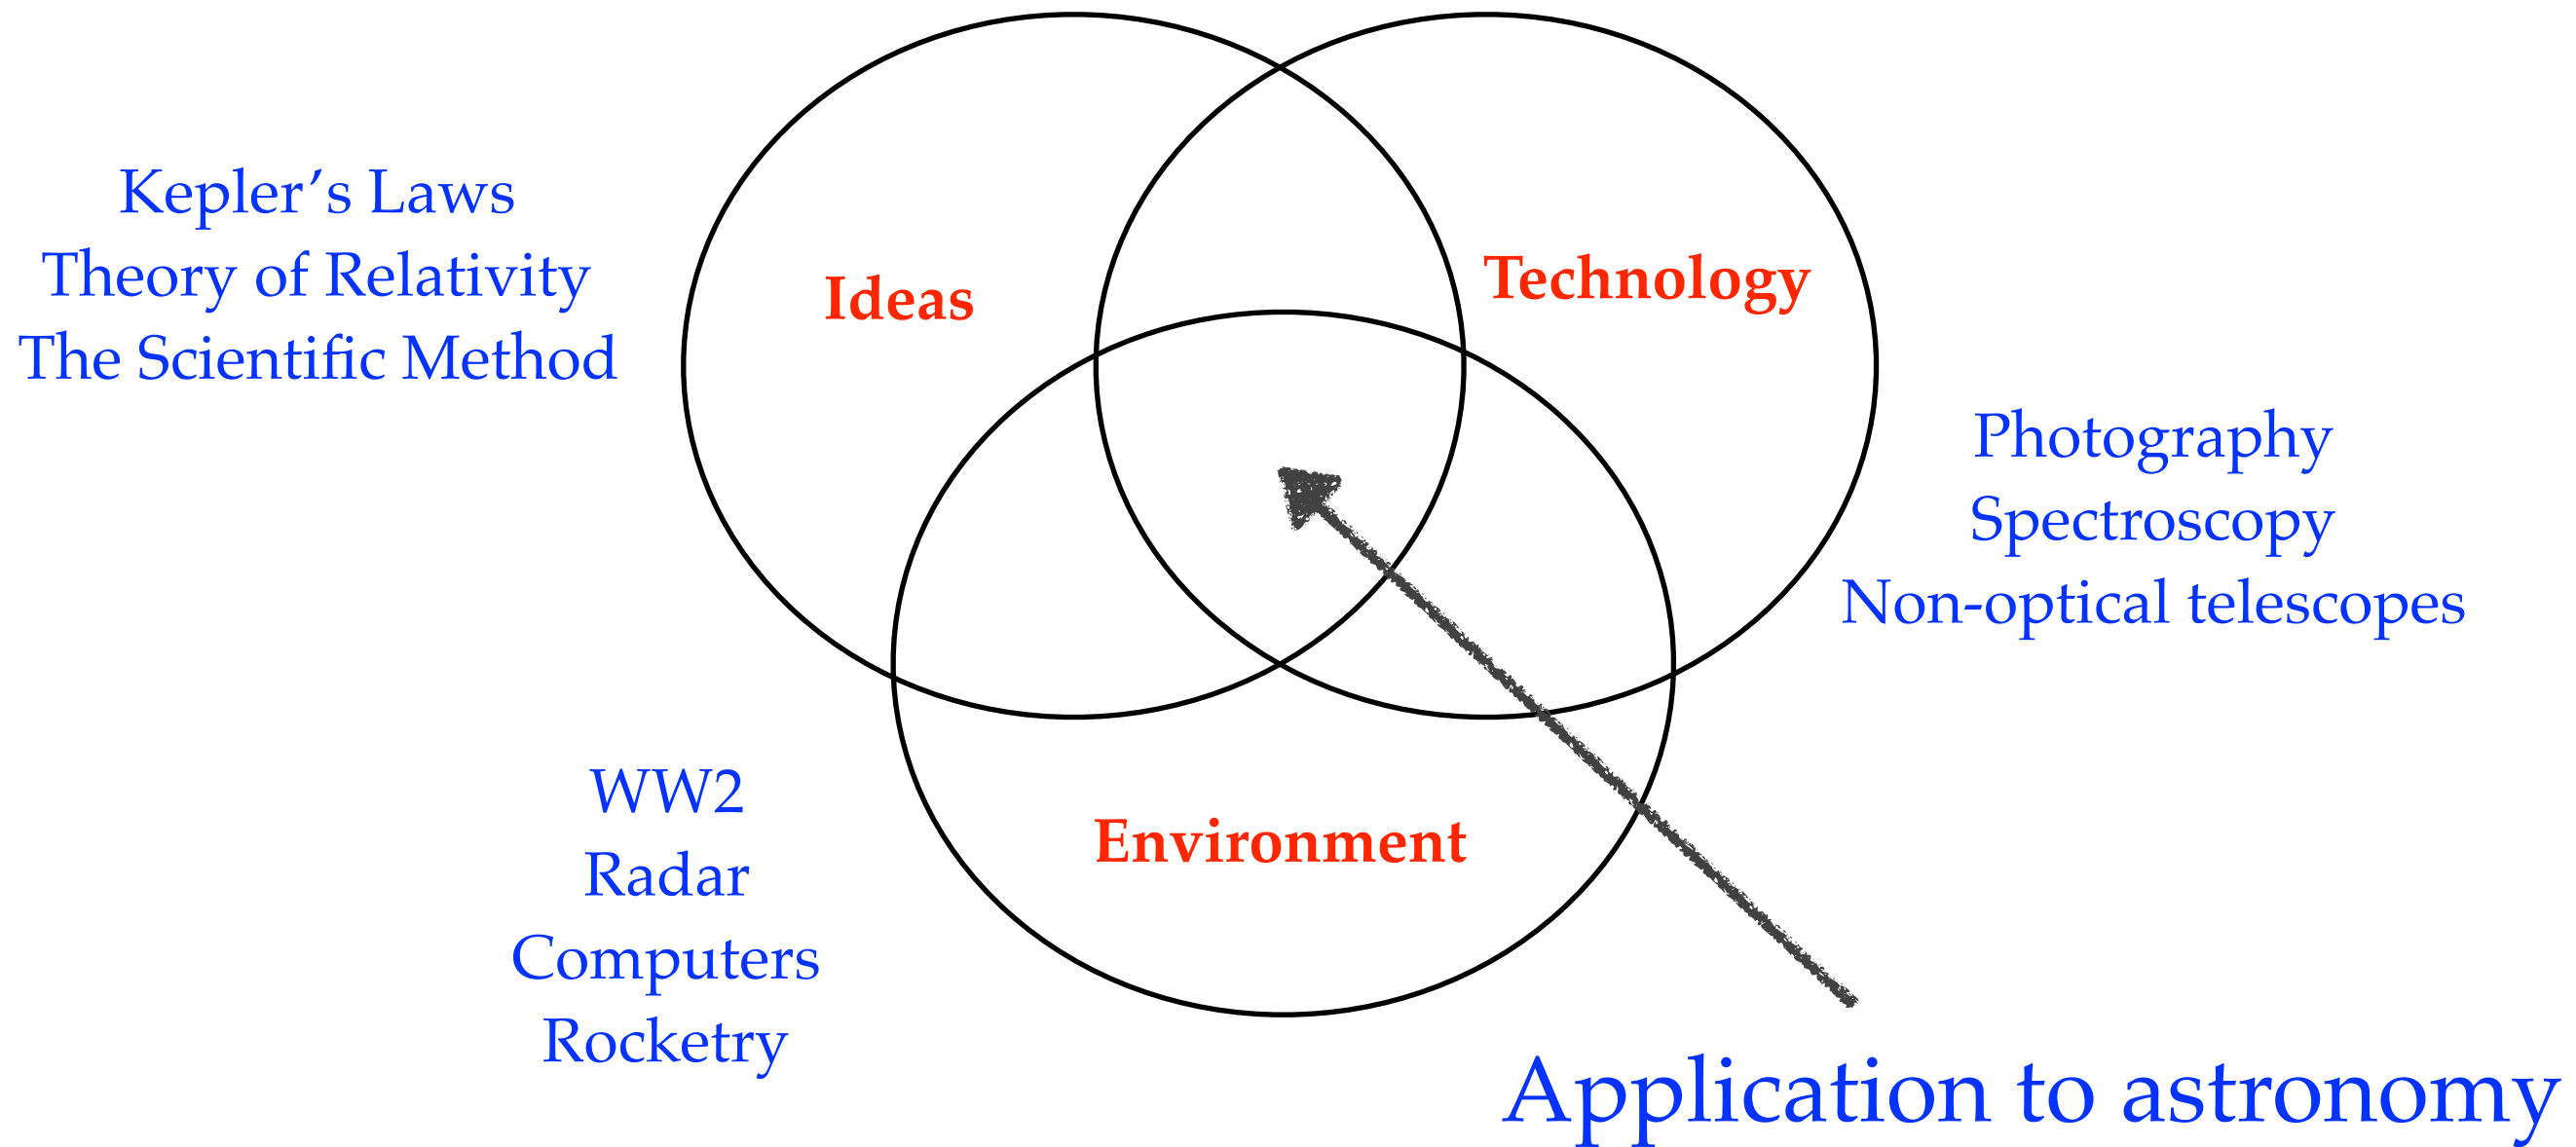 Kepler’s Laws
Theory of Relativity
The Scientific Method
Ideas
Technology
Photography
Spectroscopy
Non-optical telescopes
WW2
Radar
Computers
Rocketry
Environment
Application to astronomy